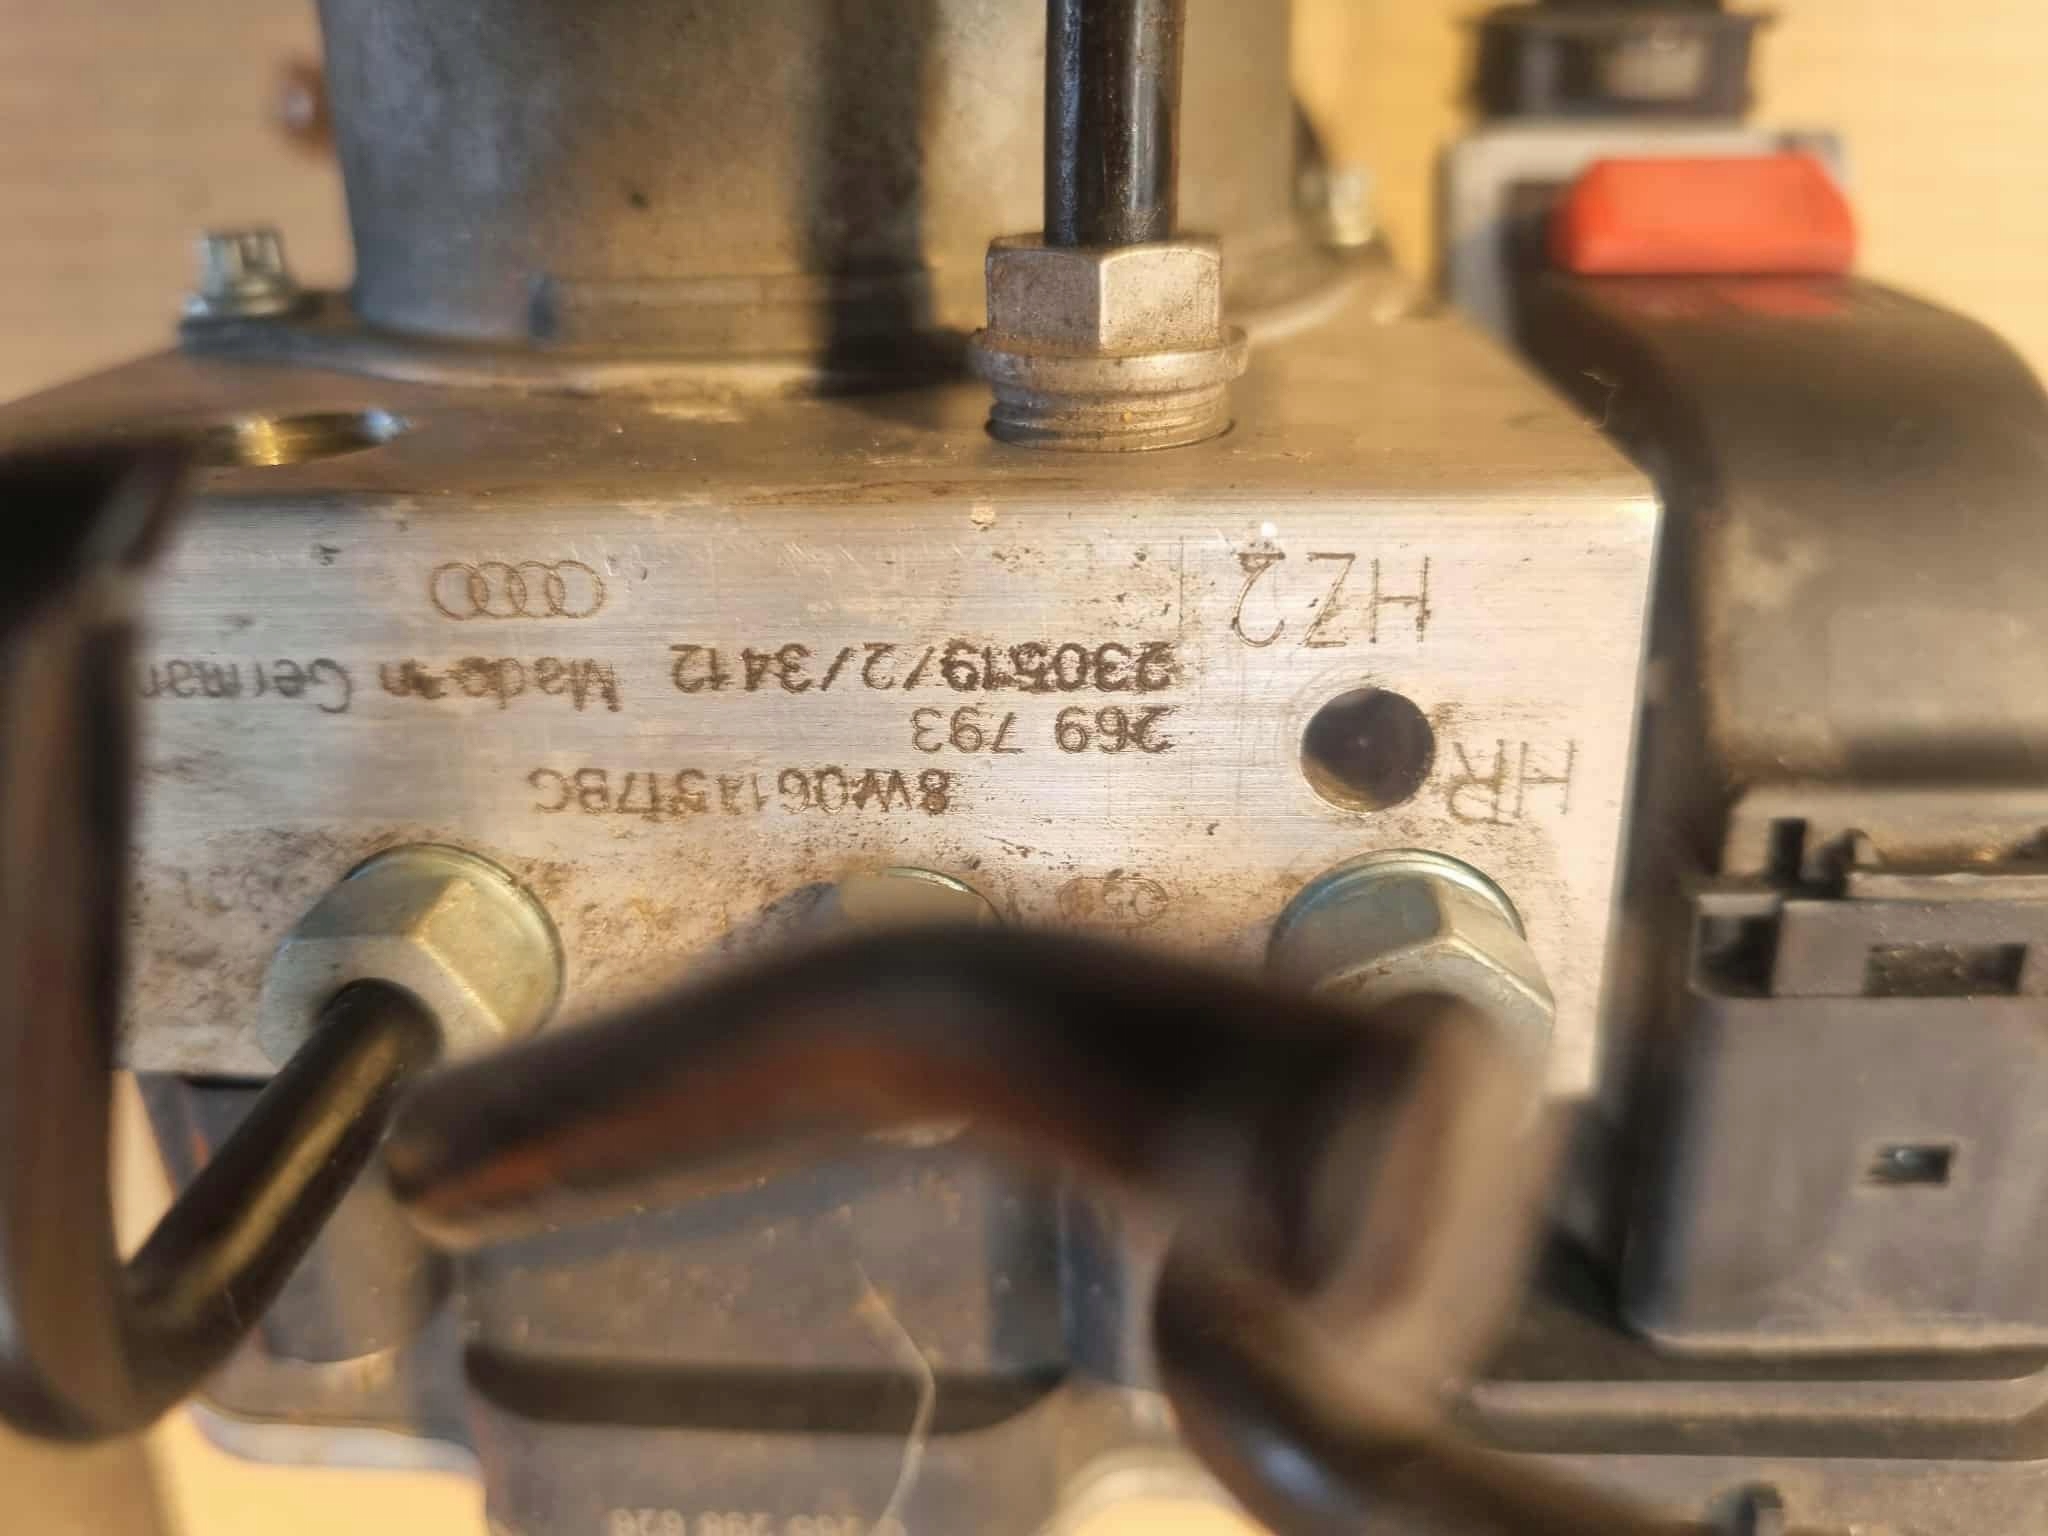 8W0614517BC
HR
269 793
230519/2/3412 Made in German
HZ2